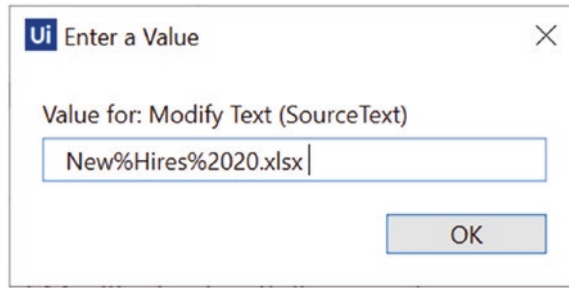 Ui Enter a Value
Value for: Modify Text (SourceText)
New%Hires%2020.xlsx
OK